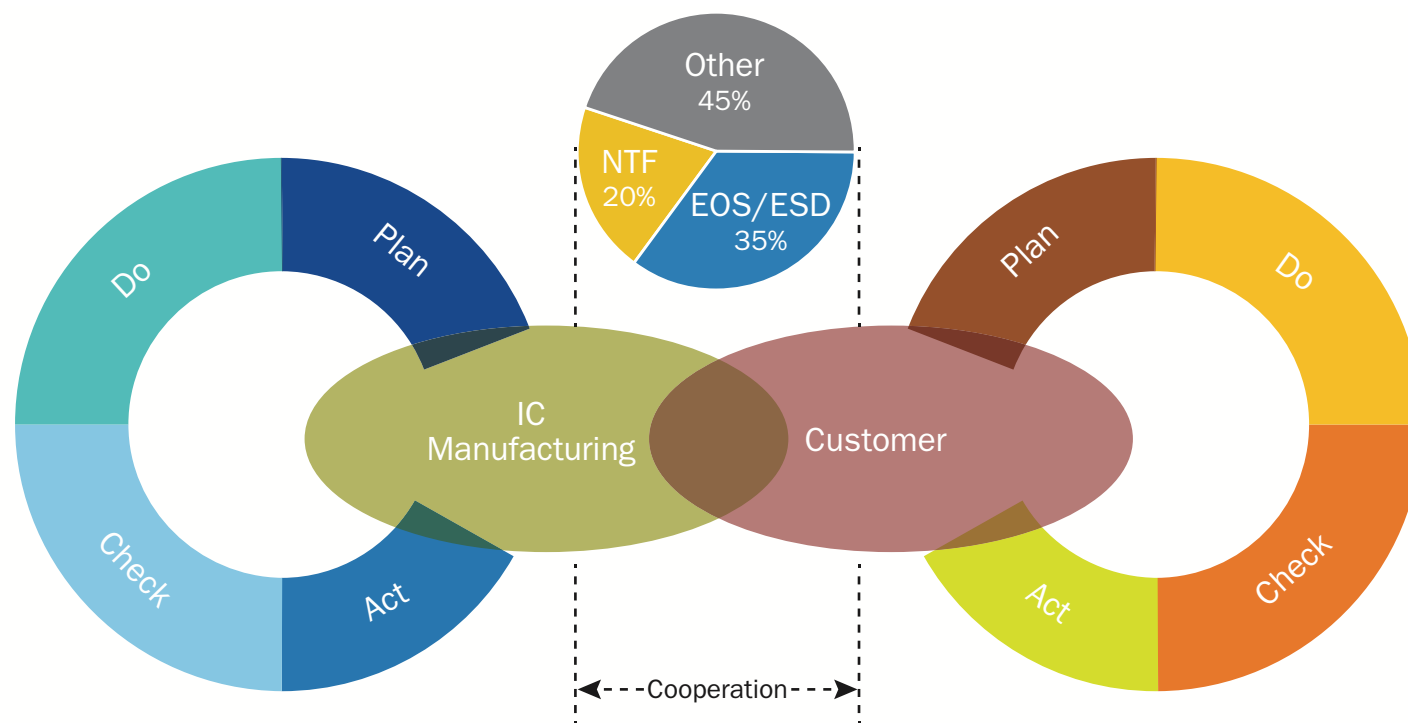 Other
45%
NTF
20%
EOS/ESD
35%
Do
Plan
Plan
Do
IC
Manufacturing
Customer
Check
Act
Act
Check
Cooperation